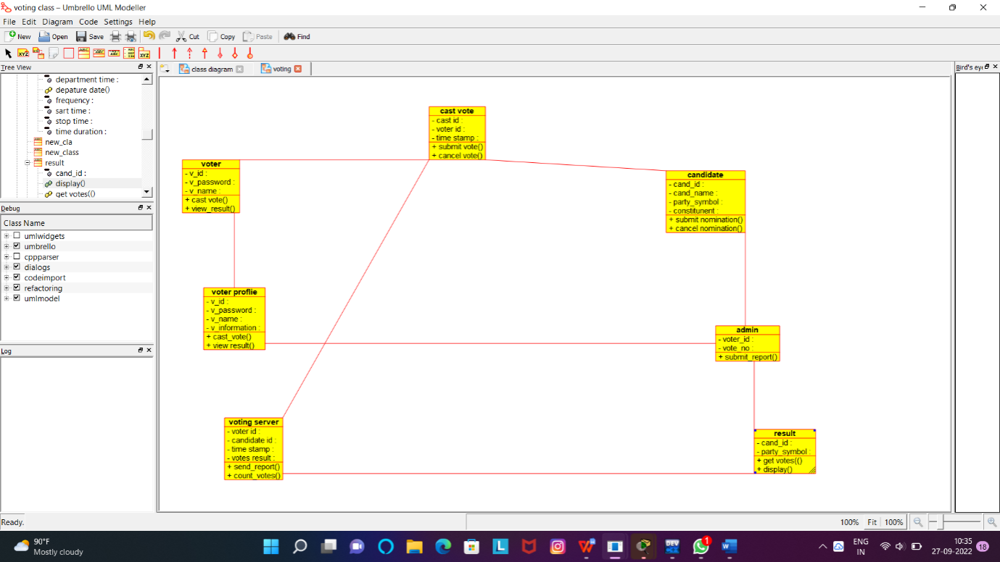 voting class – Umbrello UML Modeller
File Edit Diagram Code Settings Help
New Open Save Cut Copy Paste Find
Tree View
class diagram voting
Bird's eye
department time :
depature date()
frequency :
sart time :
stop time :
time duration :
new_cla
new_class
result
cand_id :
display()
get votes(()
Debug
Class Name
umlwidgets
umbrello
cppparser
dialogs
codeimport
refactoring
umlmodel
Log
cast vote
- cast id :
- voter id :
- time stamp :
+ submit vote()
+ cancel vote()
voter
- v_id :
- v_password :
- v_name :
+ cast vote()
+ view_result()
candidate
- cand_id :
- cand_name :
- party_symbol :
- constitunent :
+ submit nomination()
+ cancel nomination()
voter proflie
- v_id :
- v_password :
- v_name :
- v_information :
+ cast_vote()
+ view result()
admin
- voter_id :
- vote_no :
+ submit_report()
voting server
- voter id :
- candidate id :
- time stamp :
- votes result :
+ send_report()
+ count_votes()
result
- cand_id :
- party_symbol :
+ get votes(()
+ display()
Ready.
100% Fit 100%
90°F
Mostly cloudy
ENG
IN
10:35
27-09-2022
18